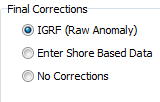 Final Corrections
IGRF (Raw Anomaly)
Enter Shore Based Data
No Corrections